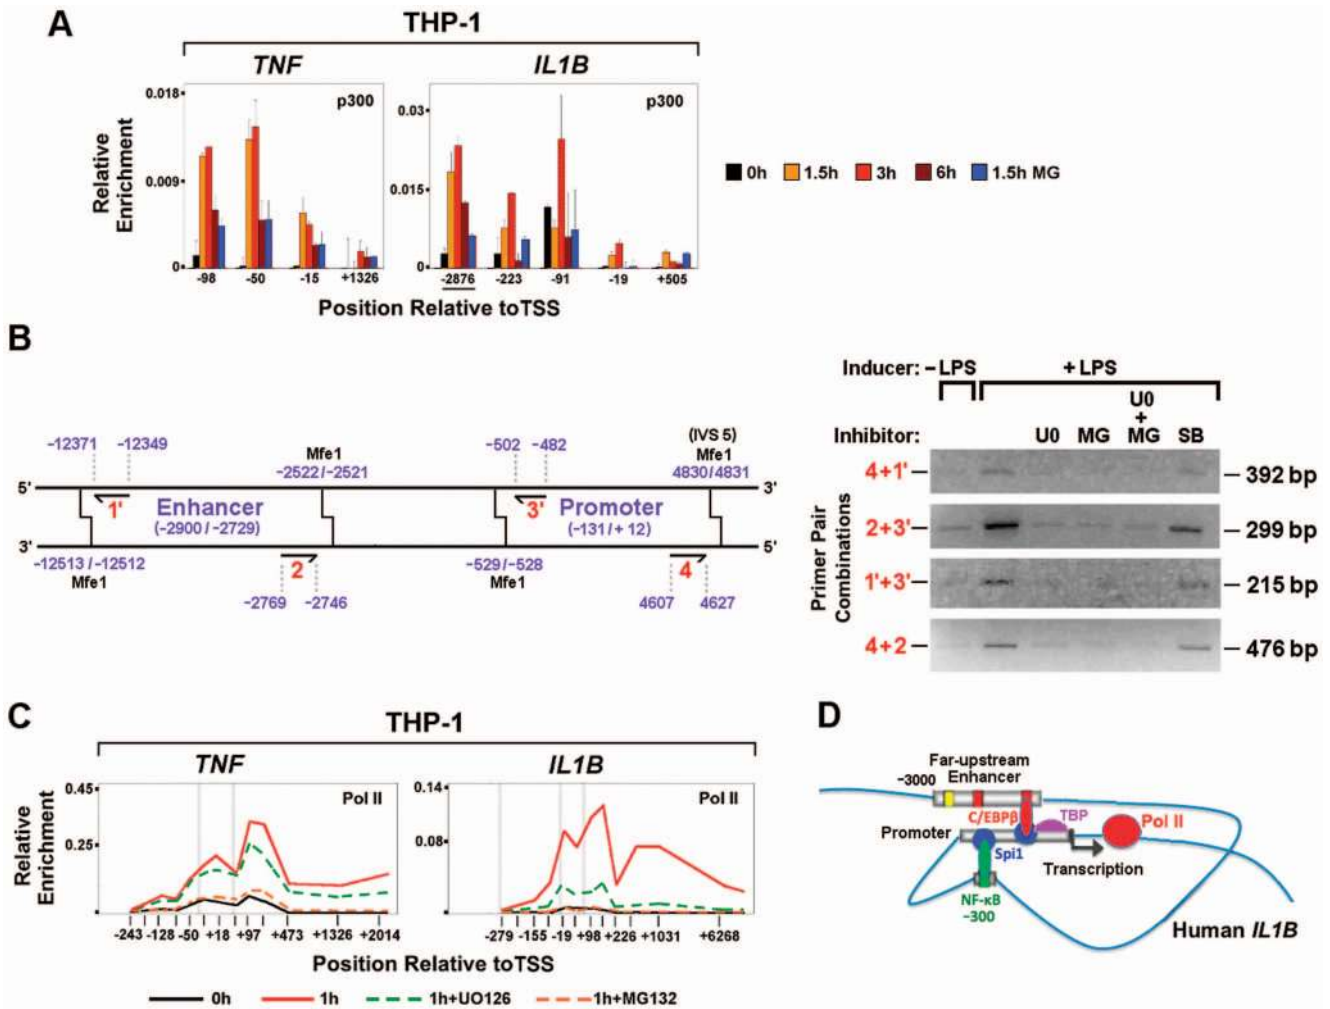 A
THP-1
TNF
IL1B
0.018
0.009
0
p300
0.03
0.015
0
p300
Relative
Enrichment
-98 -50 -15 +1326
-2876 -223 -91 -19 +505
Position Relative toTSS
0h 1.5h 3h 6h 1.5h MG
B
−12371 −12349
Mfe1
−2522/−2521
−502 −482
(IVS 5)
Mfe1
4830/4831
5' 3'
1' Enhancer
(−2900 / −2729)
3' Promoter
(−131/+ 12)
3' 5'
−12513/−12512
Mfe1
2
−529/−528
Mfe1
4
−2769 −2746
4607 4627
Inducer: −LPS +LPS
Inhibitor: U0 MG U0 + MG SB
Primer Pair
Combinations
4+1' 392 bp
2+3' 299 bp
1'+3' 215 bp
4+2 476 bp
C
THP-1
TNF
IL1B
0.45
0.25
Pol II
0.14
0.08
Pol II
Relative
Enrichment
-243 -128 -50 +18 +97 +473 +1326 +2014
-279 -155 -19 +98 +226 +1031 +6268
Position Relative toTSS
0h 1h 1h+UO126 1h+MG132
D
Far-upstream
Enhancer
−3000
C/EBPβ
TBP
Promoter
Pol II
Spi1
Transcription
NF-κB
−300
Human IL1B